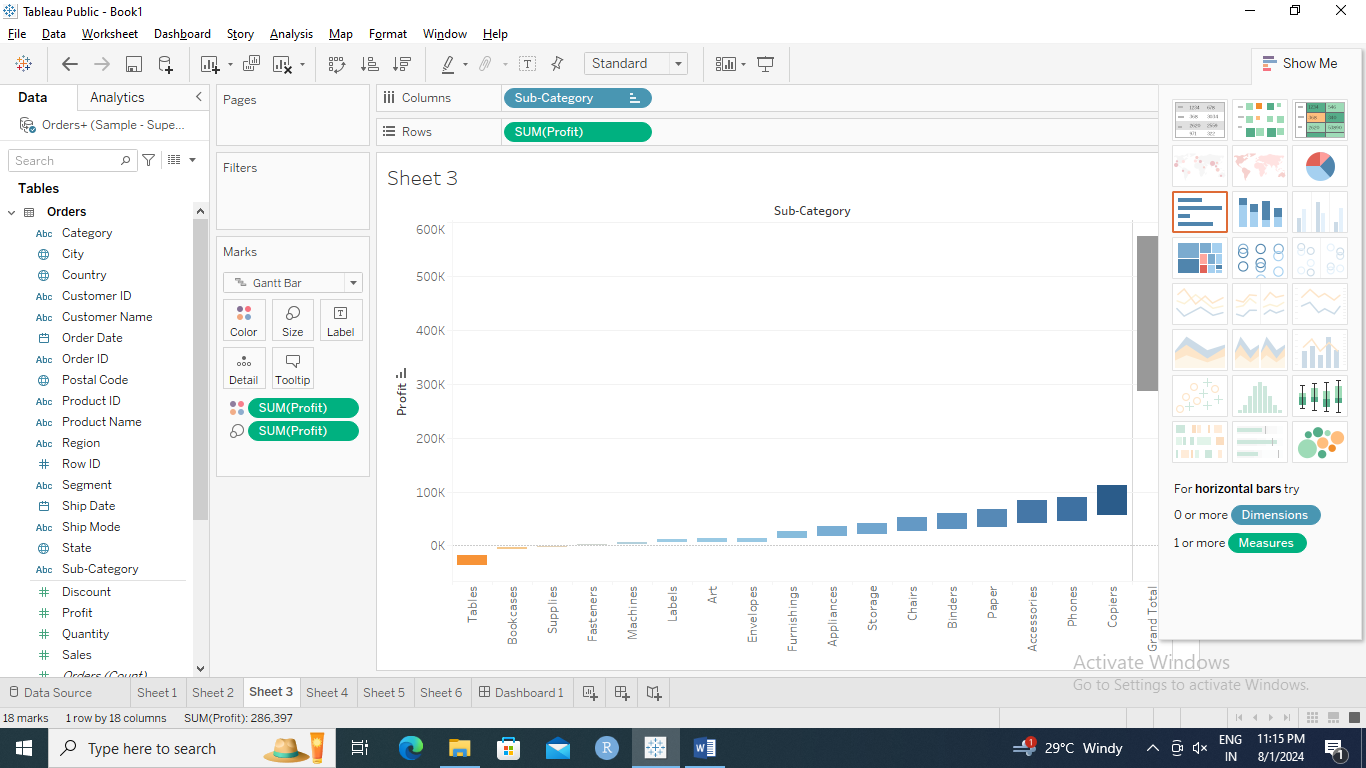 Tableau Public - Book1
File Data Worksheet Dashboard Story Analysis Map Format Window Help
Standard
Show Me
Data Analytics
Orders+ (Sample - Supe...
Search
Tables
Orders
Category
City
Country
Customer ID
Customer Name
Order Date
Order ID
Postal Code
Product ID
Product Name
Region
Row ID
Segment
Ship Date
Ship Mode
State
Sub-Category
Discount
Profit
Quantity
Sales
Orders (Count)
Pages
Filters
Marks
Gantt Bar
Color Size Label
Detail Tooltip
SUM(Profit)
SUM(Profit)
Columns Sub-Category
Rows SUM(Profit)
Sheet 3
Sub-Category
600K
500K
400K
300K
200K
100K
0K
Profit
Tables
Bookcases
Supplies
Fasteners
Machines
Labels
Art
Envelopes
Furnishings
Appliances
Storage
Chairs
Binders
Paper
Accessories
Phones
Copiers
Grand Total
For horizontal bars try
0 or more Dimensions
1 or more Measures
Activate Windows
Go to Settings to activate Windows.
Data Source Sheet 1 Sheet 2 Sheet 3 Sheet 4 Sheet 5 Sheet 6 Dashboard 1
18 marks 1 row by 18 columns SUM(Profit): 286,397
Type here to search
29°C Windy
ENG
IN
11:15 PM
8/1/2024